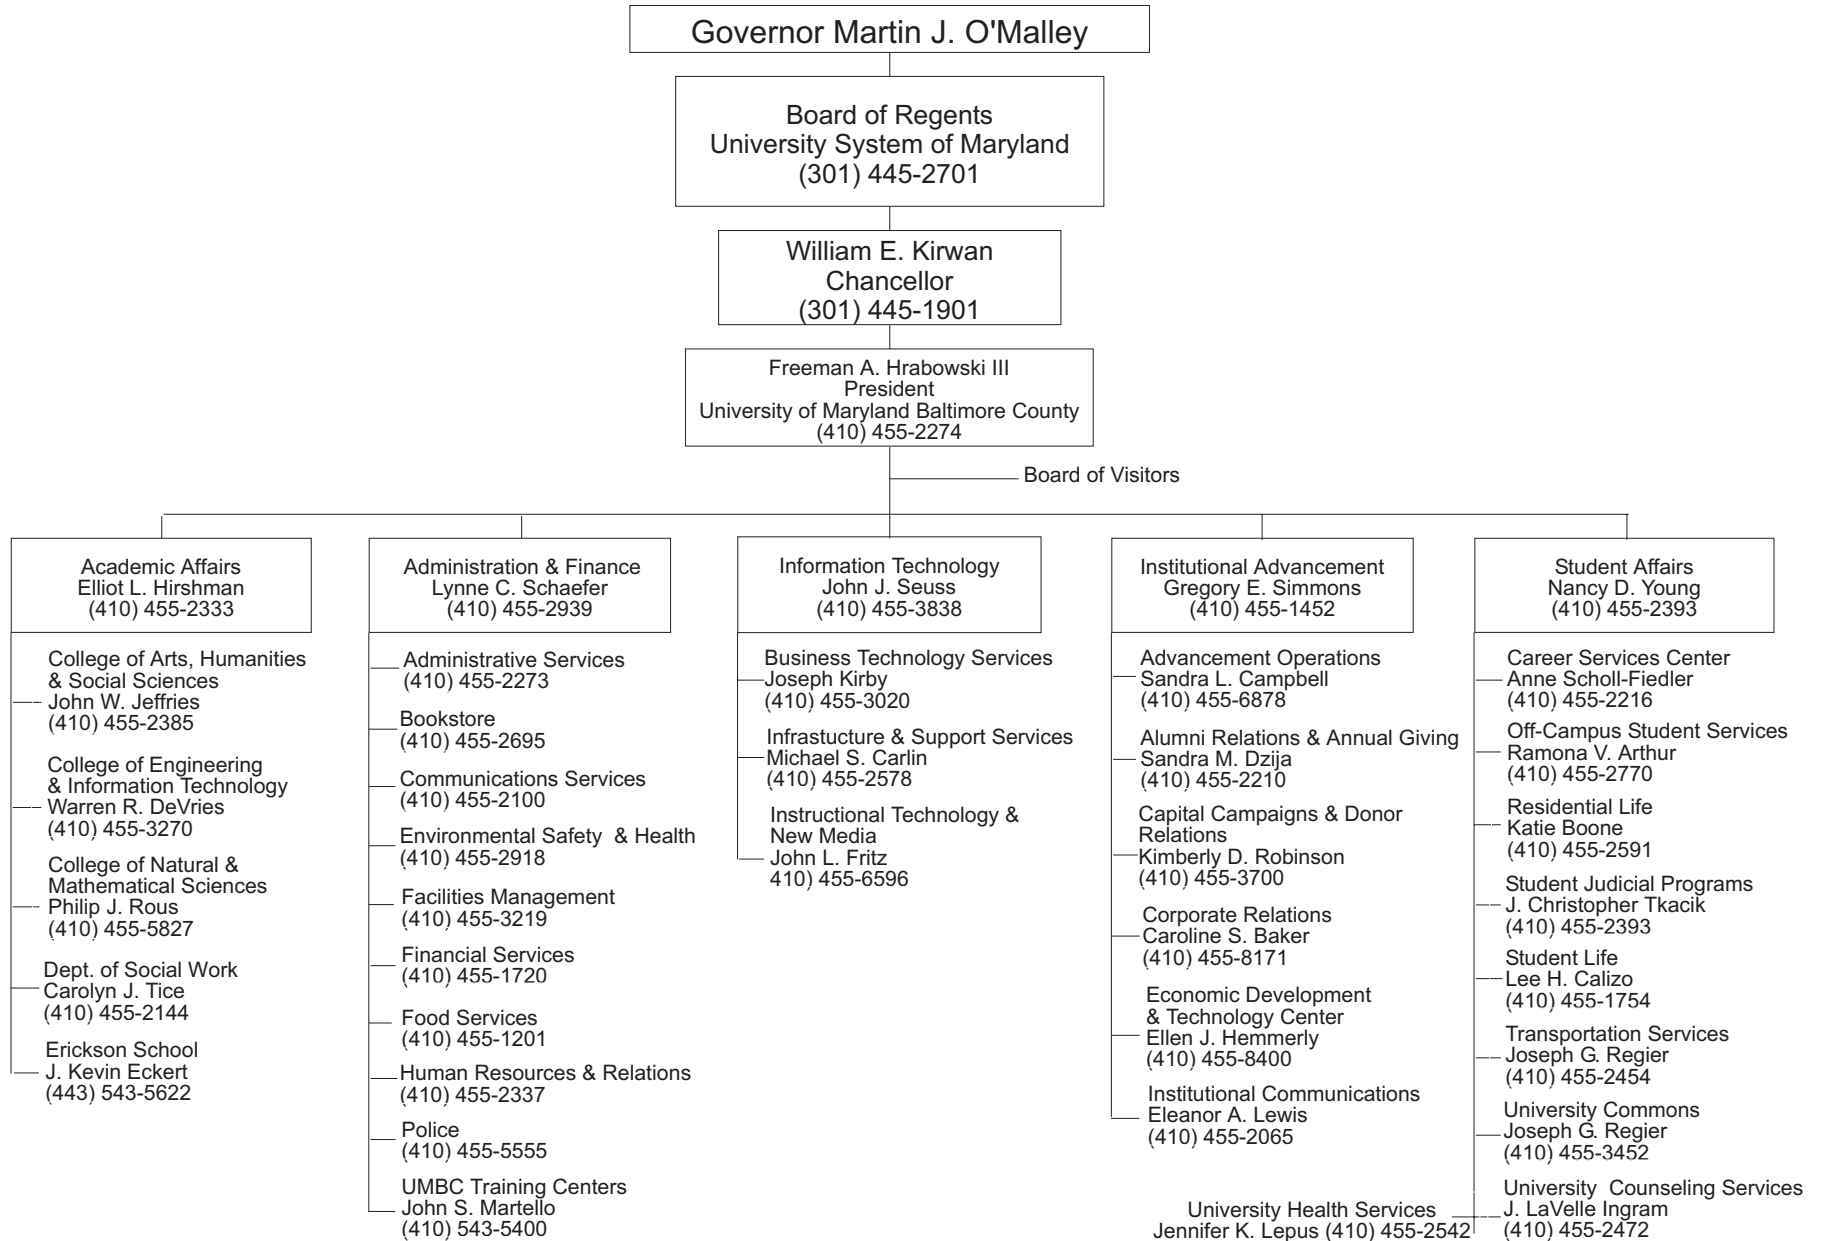 Governor Martin J. O'Malley
Board of Regents
University System of Maryland
(301) 445-2701
William E. Kirwan
Chancellor
(301) 445-1901
Freeman A. Hrabowski III
President
University of Maryland Baltimore County
(410) 455-2274
Board of Visitors
Academic Affairs
Elliot L. Hirshman
(410) 455-2333
College of Arts, Humanities
& Social Sciences
John W. Jeffries
(410) 455-2385
College of Engineering
& Information Technology
Warren R. DeVries
(410) 455-3270
College of Natural &
Mathematical Sciences
Philip J. Rous
(410) 455-5827
Dept. of Social Work
Carolyn J. Tice
(410) 455-2144
Erickson School
J. Kevin Eckert
(443) 543-5622
Administration & Finance
Lynne C. Schaefer
(410) 455-2939
Administrative Services
(410) 455-2273
Bookstore
(410) 455-2695
Communications Services
(410) 455-2100
Environmental Safety & Health
(410) 455-2918
Facilities Management
(410) 455-3219
Financial Services
(410) 455-1720
Food Services
(410) 455-1201
Human Resources & Relations
(410) 455-2337
Police
(410) 455-5555
UMBC Training Centers
John S. Martello
(410) 543-5400
Information Technology
John J. Seuss
(410) 455-3838
Business Technology Services
Joseph Kirby
(410) 455-3020
Infrastucture & Support Services
Michael S. Carlin
(410) 455-2578
Instructional Technology &
New Media
John L. Fritz
410) 455-6596
Institutional Advancement
Gregory E. Simmons
(410) 455-1452
Advancement Operations
Sandra L. Campbell
(410) 455-6878
Alumni Relations & Annual Giving
Sandra M. Dzija
(410) 455-2210
Capital Campaigns & Donor
Relations
Kimberly D. Robinson
(410) 455-3700
Corporate Relations
Caroline S. Baker
(410) 455-8171
Economic Development
& Technology Center
Ellen J. Hemmerly
(410) 455-8400
Institutional Communications
Eleanor A. Lewis
(410) 455-2065
Student Affairs
Nancy D. Young
(410) 455-2393
Career Services Center
Anne Scholl-Fiedler
(410) 455-2216
Off-Campus Student Services
Ramona V. Arthur
(410) 455-2770
Residential Life
Katie Boone
(410) 455-2591
Student Judicial Programs
J. Christopher Tkacik
(410) 455-2393
Student Life
Lee H. Calizo
(410) 455-1754
Transportation Services
Joseph G. Regier
(410) 455-2454
University Commons
Joseph G. Regier
(410) 455-3452
University Counseling Services
J. LaVelle Ingram
(410) 455-2472
University Health Services
Jennifer K. Lepus (410) 455-2542